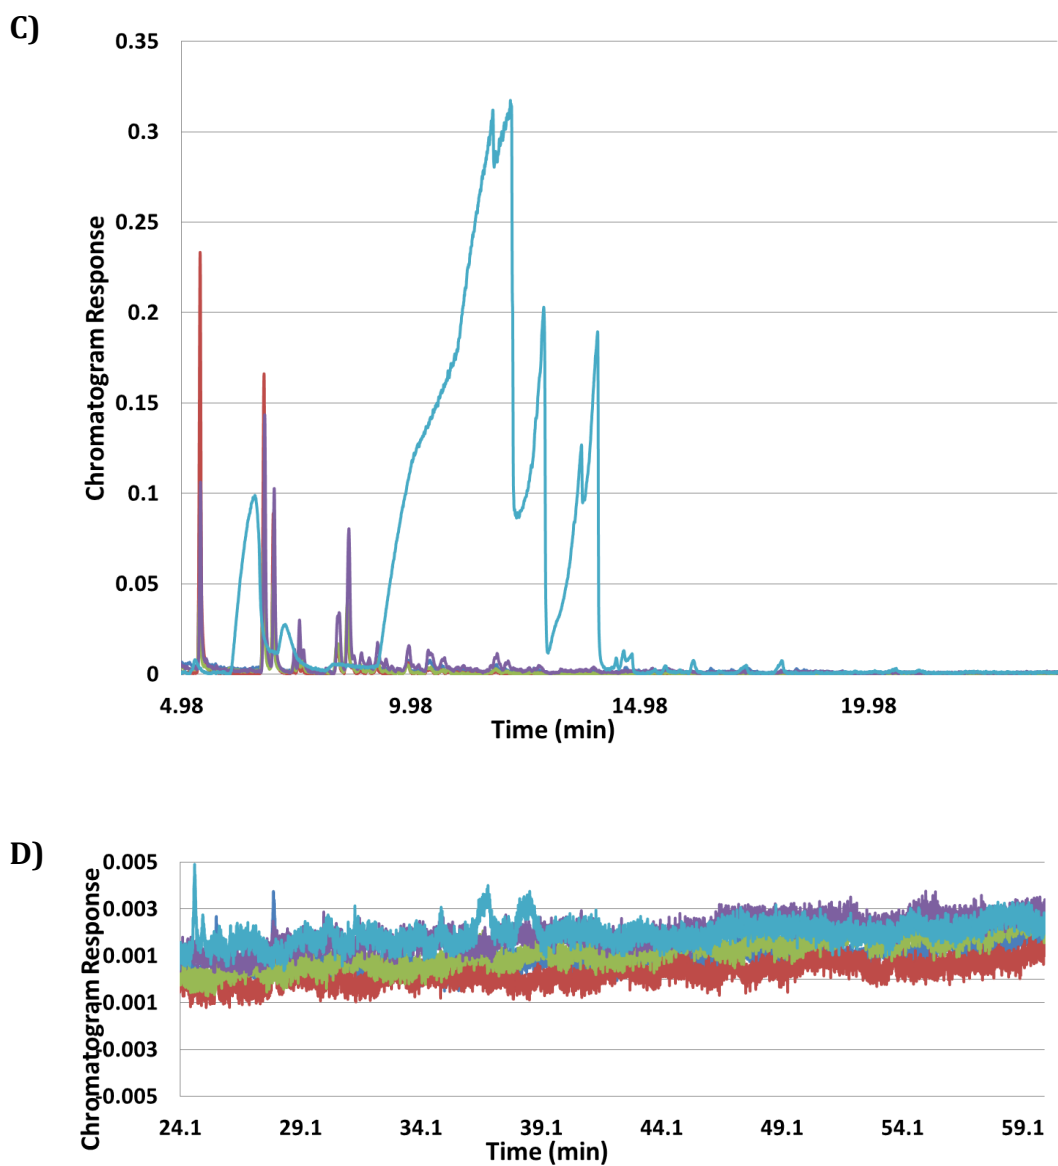 C)
0.35
0.3
0.25
0.2
0.15
0.1
0.05
0
Chromatogram Response
4.98 9.98 14.98 19.98
Time (min)
D)
0.005
0.003
0.001
-0.001
-0.003
-0.005
Chromatogram Response
24.1 29.1 34.1 39.1 44.1 49.1 54.1 59.1
Time (min)